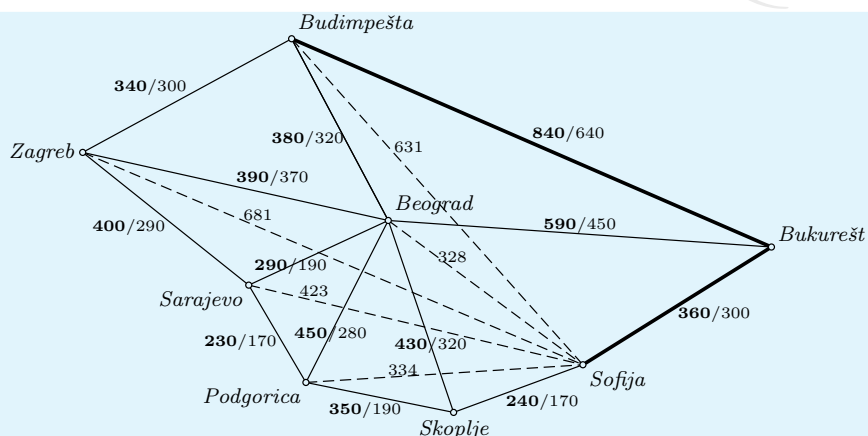 Budimpešta
340/300
840/640
380/320
631
Zagreb
390/370
Beograd
400/290
681
590/450
Bukurešt
328
290/190
423
Sarajevo
360/300
230/170
450/280
430/320
334
Sofija
Podgorica
240/170
350/190
Skoplje